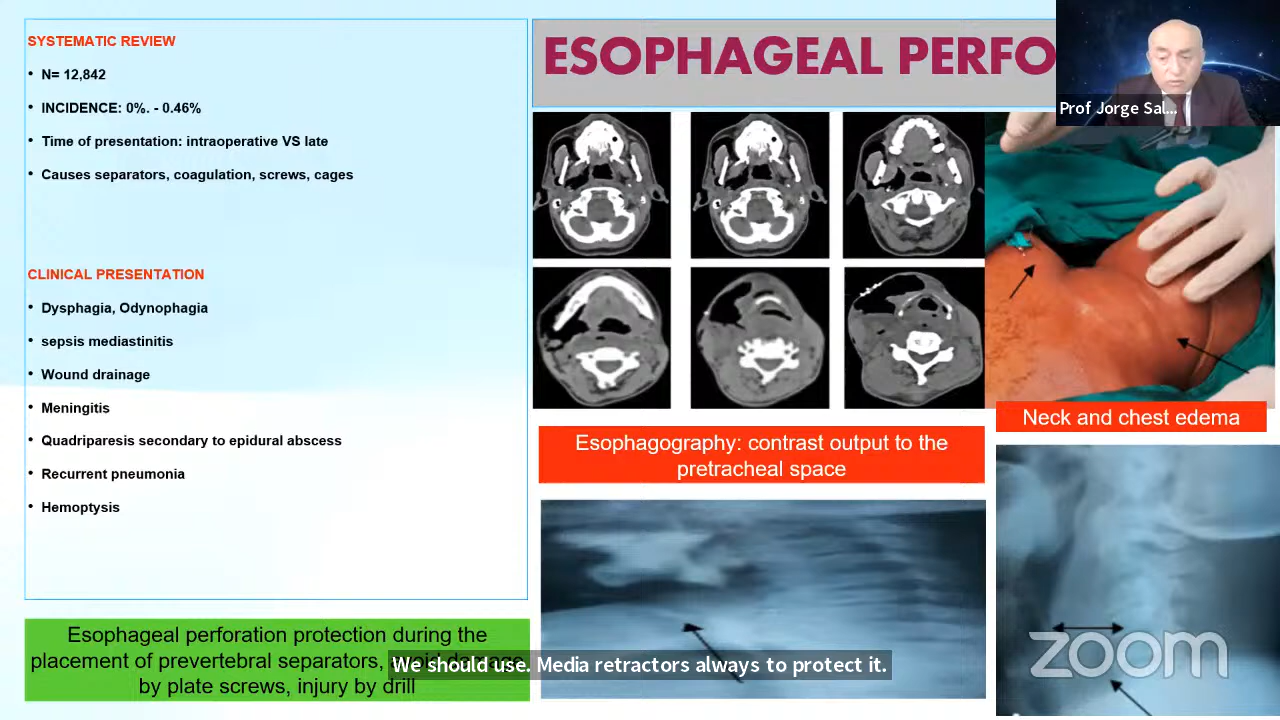 SYSTEMATIC REVIEW
• N= 12,842
• INCIDENCE: 0%. - 0.46%
• Time of presentation: intraoperative VS late
• Causes separators, coagulation, screws, cages
CLINICAL PRESENTATION
• Dysphagia, Odynophagia
• sepsis mediastinitis
• Wound drainage
• Meningitis
• Quadriparesis secondary to epidural abscess
• Recurrent pneumonia
• Hemoptysis
Esophageal perforation protection during the
placement of prevertebral separators,
by plate screws, injury by drill
ESOPHAGEAL PERFO
Prof Jorge Sal...
Esophagography: contrast output to the
pretracheal space
Neck and chest edema
We should use. Media retractors always to protect it.
zoom